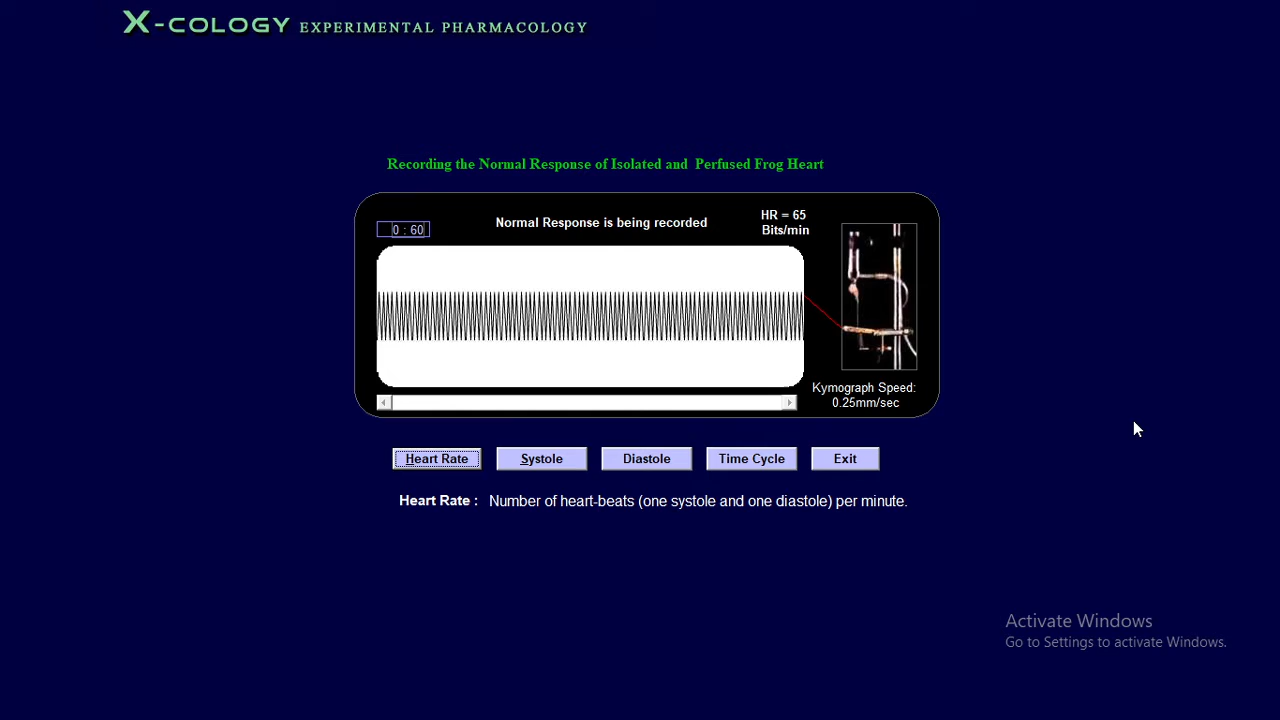 X-COLOGY EXPERIMENTAL PHARMACOLOGY
Recording the Normal Response of Isolated and Perfused Frog Heart
0 : 60
Normal Response is being recorded
HR = 65
Bits/min
Kymograph Speed:
0.25mm/sec
Heart Rate Systole Diastole Time Cycle Exit
Heart Rate : Number of heart-beats (one systole and one diastole) per minute.
Activate Windows
Go to Settings to activate Windows.